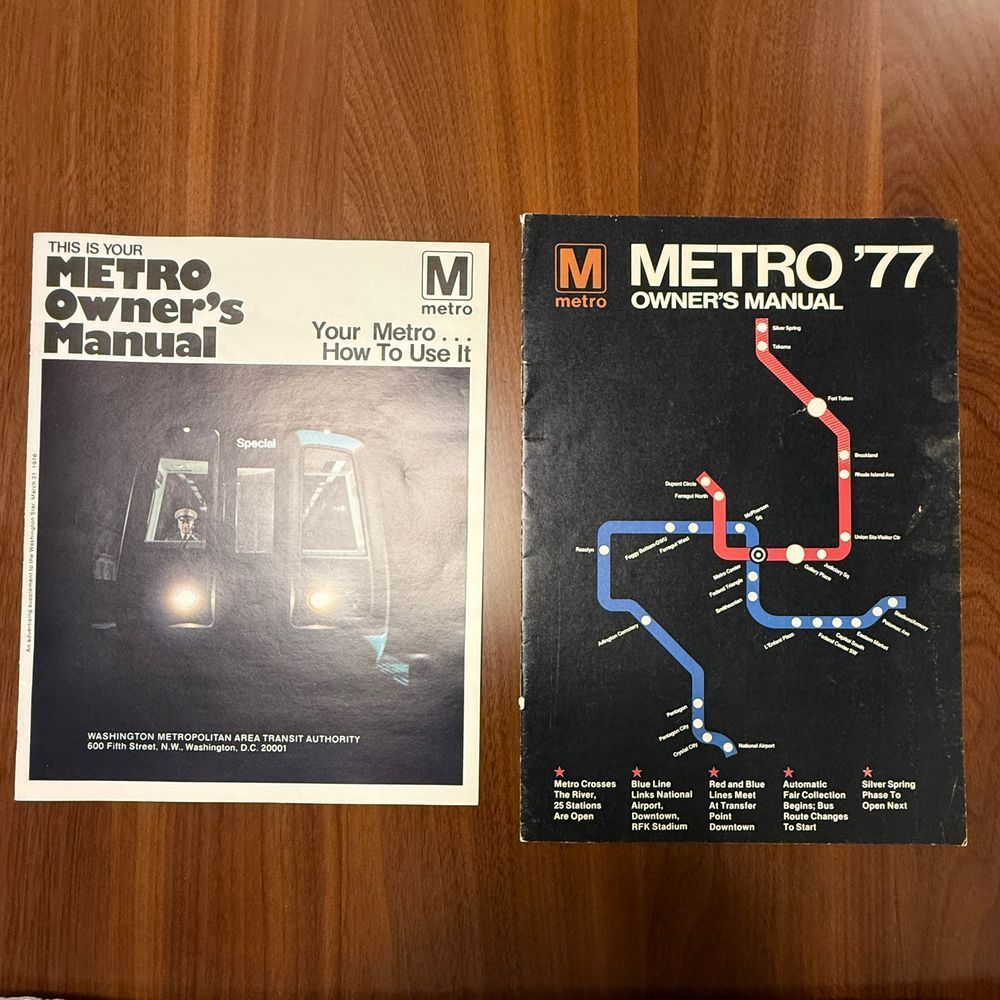 THIS IS YOUR
METRO
Owner's
Manual
M
metro
Your Metro...
How To Use It
Special
An advertising supplement to the Washington Star, March 21, 1976
WASHINGTON METROPOLITAN AREA TRANSIT AUTHORITY
600 Fifth Street, N.W., Washington, D.C. 20001
M
metro
METRO '77
OWNER'S MANUAL
Silver Spring
Takoma
Fort Totten
Brookland
Rhode Island Ave
Dupont Circle
Farragut North
McPherson
Sq
Union Sta-Visitor Ctr
Rosslyn
Foggy Bottom-GWU
Farragut West
Metro Center
Gallery Place
Judiciary Sq
Federal Triangle
Smithsonian
L'Enfant Plaza
Federal Center SW
Capitol South
Eastern Market
Potomac Ave
Stadium/Armory
Arlington Cemetery
Pentagon
Pentagon City
Crystal City
National Airport
Metro Crosses
The River,
25 Stations
Are Open
Blue Line
Links National
Airport,
Downtown,
RFK Stadium
Red and Blue
Lines Meet
At Transfer
Point
Downtown
Automatic
Fair Collection
Begins; Bus
Route Changes
To Start
Silver Spring
Phase To
Open Next